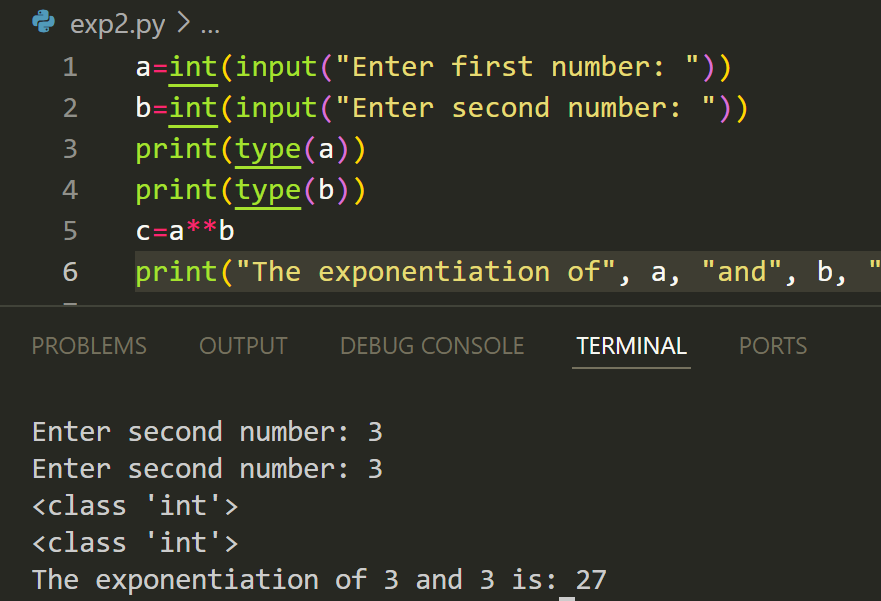 exp2.py > ...
1 a=int(input("Enter first number: "))
2 b=int(input("Enter second number: "))
3 print(type(a))
4 print(type(b))
5 c=a**b
6 print("The exponentiation of", a, "and", b, "
PROBLEMS OUTPUT DEBUG CONSOLE TERMINAL PORTS
Enter second number: 3
Enter second number: 3
<class 'int'>
<class 'int'>
The exponentiation of 3 and 3 is: 27